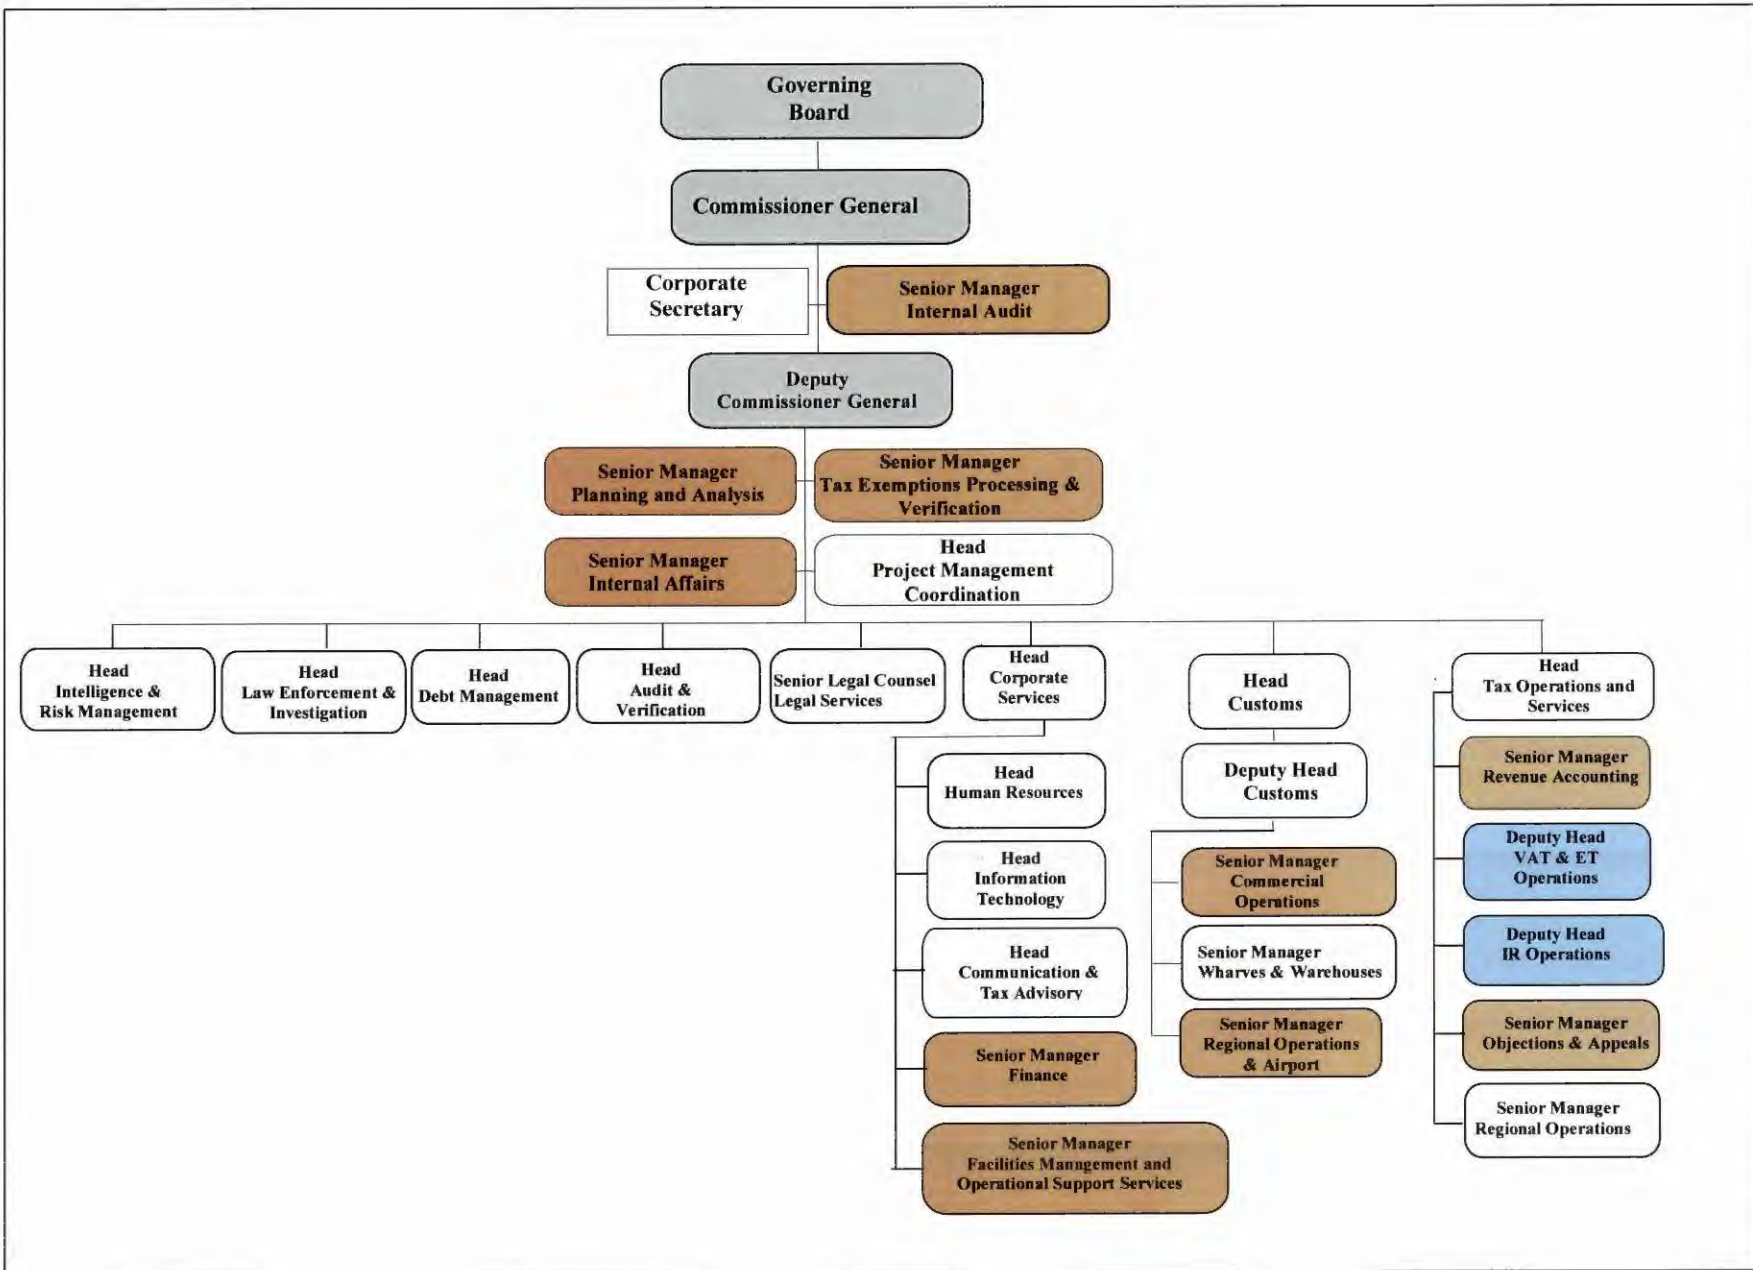 Governing
Board
Commissioner General
Corporate
Secretary
Senior Manager
Internal Audit
Deputy
Commissioner General
Senior Manager
Planning and Analysis
Senior Manager
Tax Exemptions Processing &
Verification
Senior Manager
Internal Affairs
Head
Project Management
Coordination
Head
Intelligence &
Risk Management
Head
Law Enforcement &
Investigation
Head
Debt Management
Head
Audit &
Verification
Senior Legal Counsel
Legal Services
Head
Corporate
Services
Head
Customs
Head
Tax Operations and
Services
Head
Human Resources
Head
Information
Technology
Head
Communication &
Tax Advisory
Senior Manager
Finance
Senior Manager
Facilities Management and
Operational Support Services
Deputy Head
Customs
Senior Manager
Commercial
Operations
Senior Manager
Wharves & Warehouses
Senior Manager
Regional Operations
& Airport
Senior Manager
Revenue Accounting
Deputy Head
VAT & ET
Operations
Deputy Head
IR Operations
Senior Manager
Objections & Appeals
Senior Manager
Regional Operations